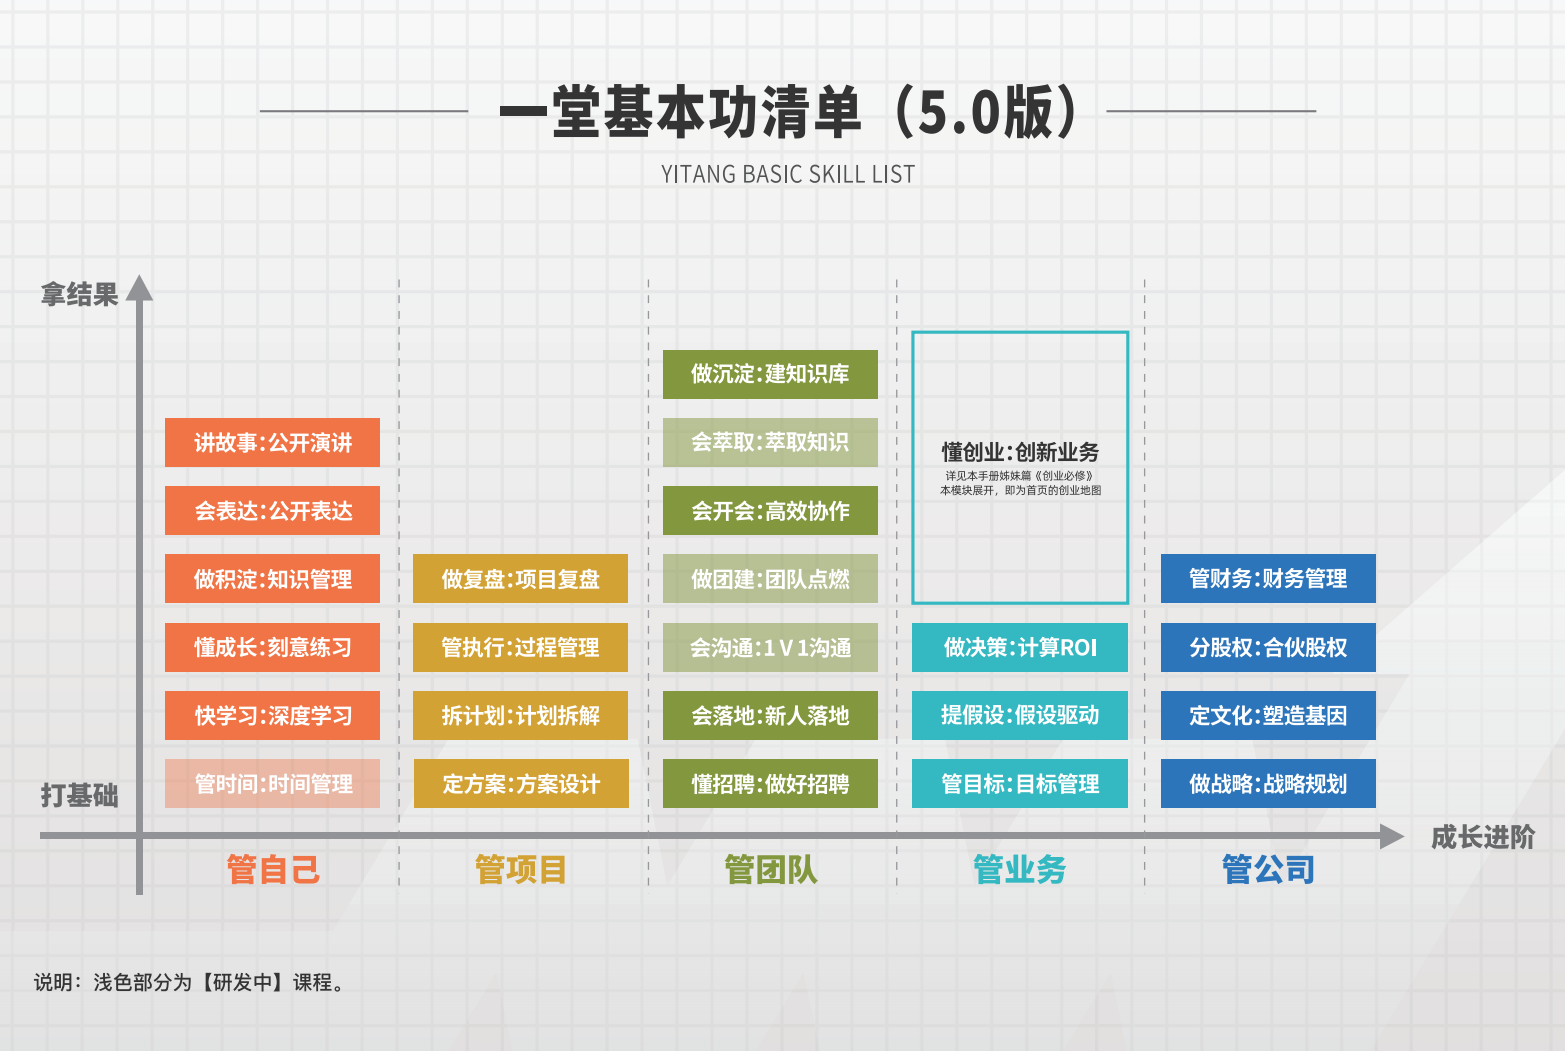 一堂基本功清单（5.0版）
YITANG BASIC SKILL LIST
拿结果
打基础
成长进阶
讲故事:公开演讲
会表达:公开表达
做积淀:知识管理
懂成长:刻意练习
快学习:深度学习
管时间:时间管理
管自己
做复盘:项目复盘
管执行:过程管理
拆计划:计划拆解
定方案:方案设计
管项目
做沉淀:建知识库
会萃取:萃取知识
会开会:高效协作
做团建:团队点燃
会沟通:1 V 1沟通
会落地:新人落地
懂招聘:做好招聘
管团队
懂创业:创新业务
详见本手册姊妹篇《创业必修》
本模块展开，即为首页的创业地图
做决策:计算ROI
提假设:假设驱动
管目标:目标管理
管业务
管财务:财务管理
分股权:合伙股权
定文化:塑造基因
做战略:战略规划
管公司
说明：浅色部分为【研发中】课程。